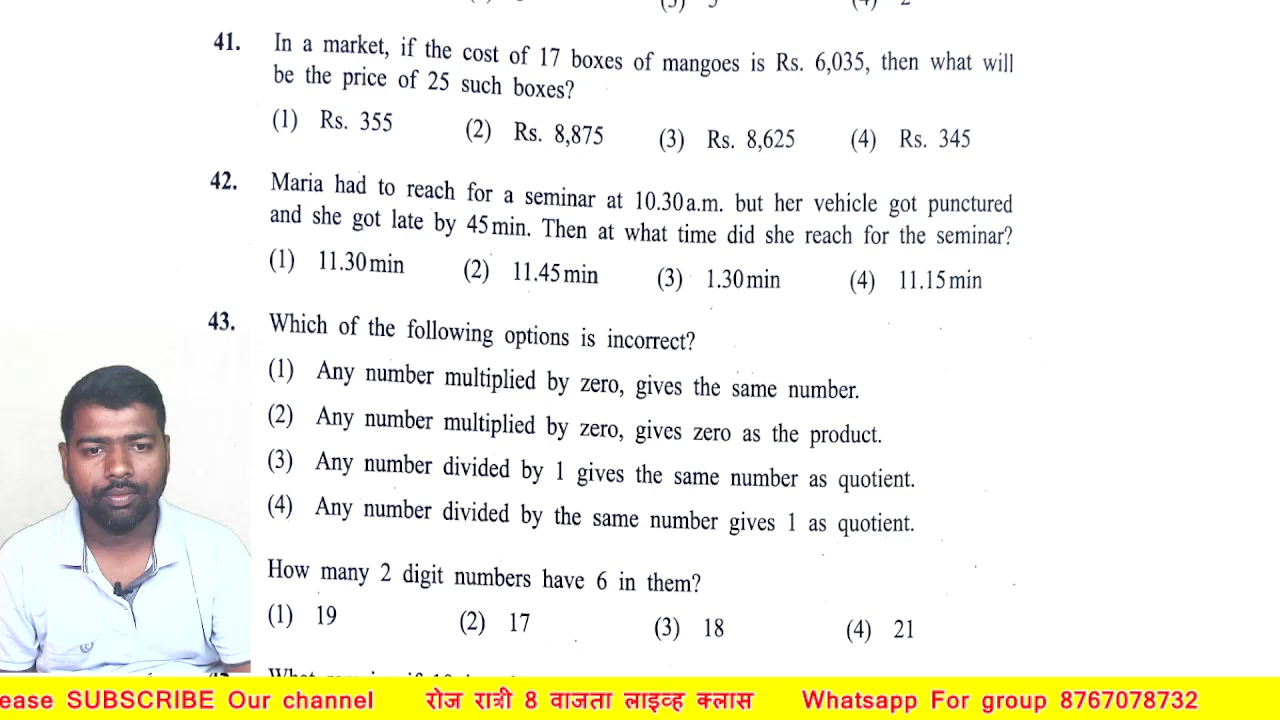 41. In a market, if the cost of 17 boxes of mangoes is Rs. 6,035, then what will
be the price of 25 such boxes?
(1) Rs. 355 (2) Rs. 8,875 (3) Rs. 8,625 (4) Rs. 345
42. Maria had to reach for a seminar at 10.30 a.m. but her vehicle got punctured
and she got late by 45 min. Then at what time did she reach for the seminar?
(1) 11.30 min (2) 11.45 min (3) 1.30 min (4) 11.15 min
43. Which of the following options is incorrect?
(1) Any number multiplied by zero, gives the same number.
(2) Any number multiplied by zero, gives zero as the product.
(3) Any number divided by 1 gives the same number as quotient.
(4) Any number divided by the same number gives 1 as quotient.
How many 2 digit numbers have 6 in them?
(1) 19 (2) 17 (3) 18 (4) 21
ease SUBSCRIBE Our channel रोज रात्री 8 वाजता लाइव्ह क्लास Whatsapp For group 8767078732